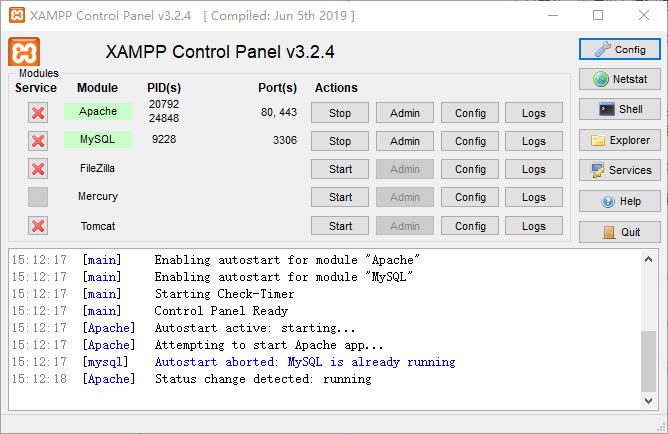 XAMPP Control Panel v3.2.4 [ Compiled: Jun 5th 2019 ]
XAMPP Control Panel v3.2.4
Config
Modules
Service Module PID(s) Port(s) Actions
Netstat
Apache 20792 24848 80, 443 Stop Admin Config Logs
Shell
MySQL 9228 3306 Stop Admin Config Logs
Explorer
FileZilla Start Admin Config Logs
Services
Mercury Start Admin Config Logs
Help
Tomcat Start Admin Config Logs
Quit
15:12:17 [main] Enabling autostart for module "Apache"
15:12:17 [main] Enabling autostart for module "MySQL"
15:12:17 [main] Starting Check-Timer
15:12:17 [main] Control Panel Ready
15:12:17 [Apache] Autostart active: starting...
15:12:17 [Apache] Attempting to start Apache app...
15:12:17 [mysql] Autostart aborted: MySQL is already running
15:12:18 [Apache] Status change detected: running